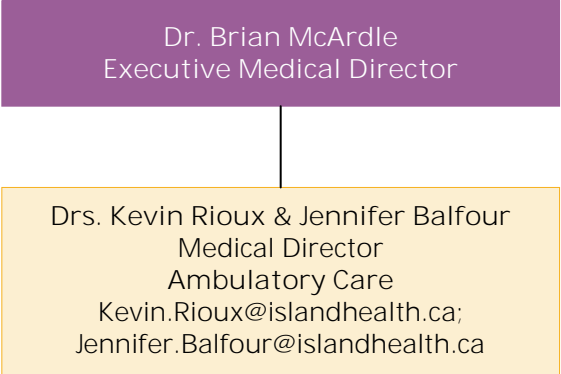 Dr. Brian McArdle
Executive Medical Director
Drs. Kevin Rioux & Jennifer Balfour
Medical Director
Ambulatory Care
Kevin.Rioux@islandhealth.ca;
Jennifer.Balfour@islandhealth.ca